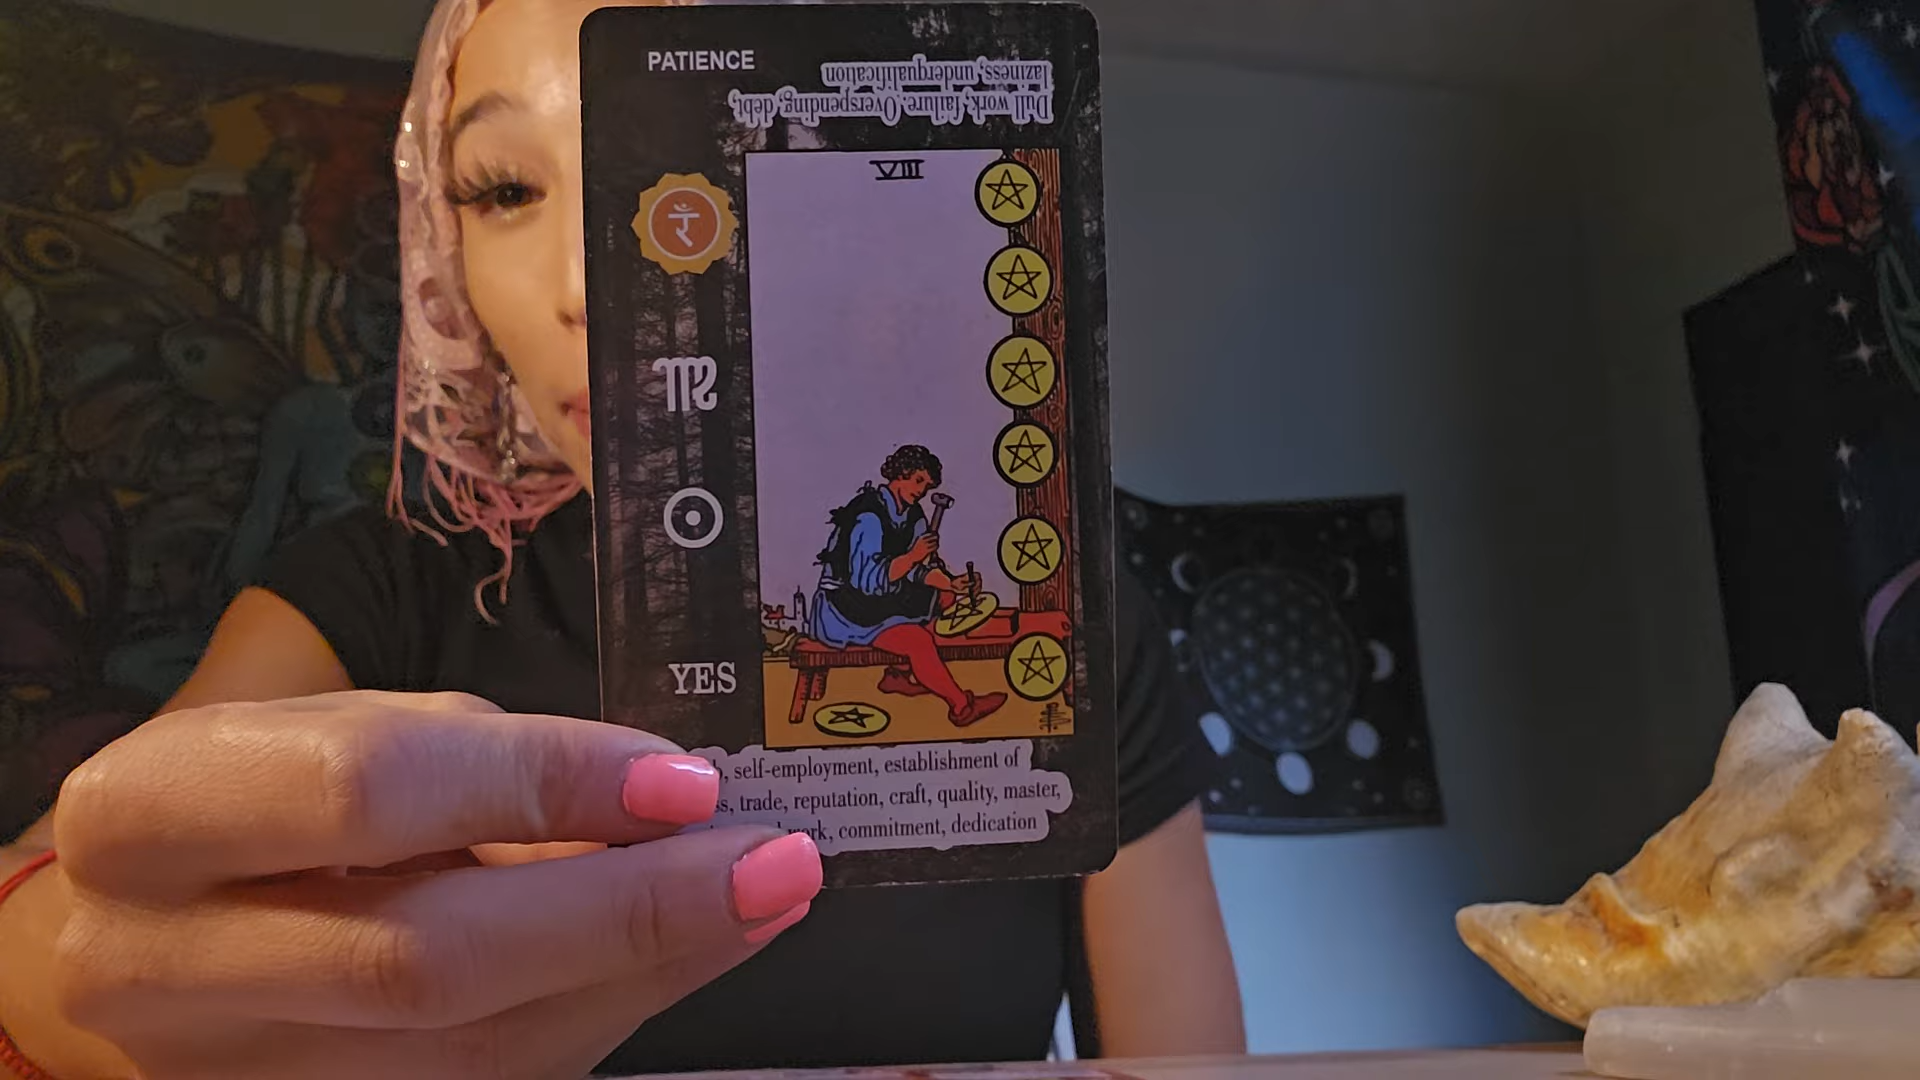 PATIENCE
Dull work, failure. Overspending, debt,
laziness, underqualification
VIII
रं
YES
self-employment, establishment of
trade, reputation, craft, quality, master,
work, commitment, dedication